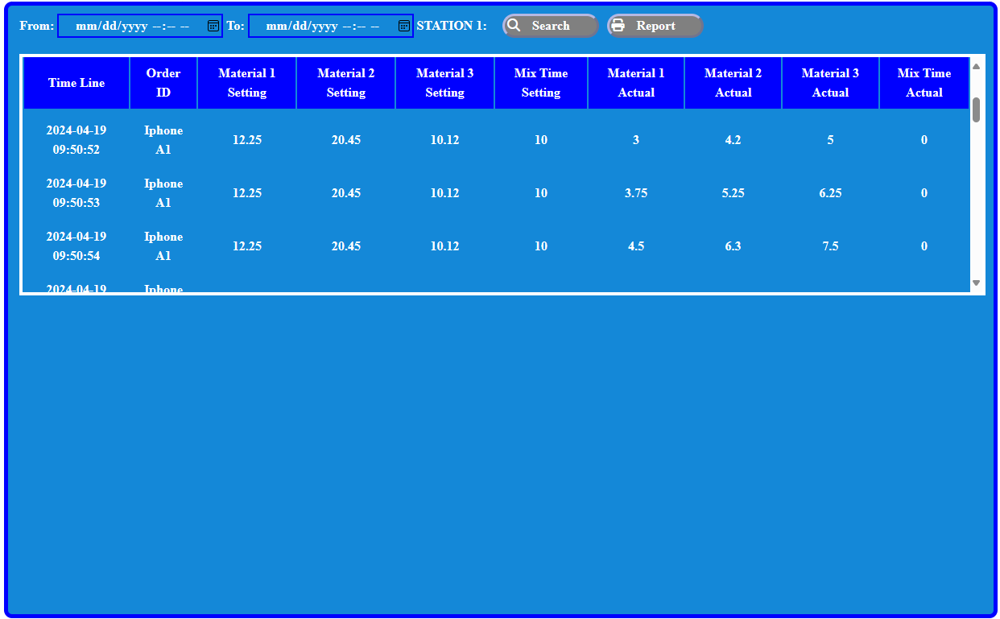 From: mm/dd/yyyy --:-- -- To: mm/dd/yyyy --:-- -- STATION 1: Search Report
Time Line Order ID Material 1 Setting Material 2 Setting Material 3 Setting Mix Time Setting Material 1 Actual Material 2 Actual Material 3 Actual Mix Time Actual
2024-04-19 09:50:52 Iphone A1 12.25 20.45 10.12 10 3 4.2 5 0
2024-04-19 09:50:53 Iphone A1 12.25 20.45 10.12 10 3.75 5.25 6.25 0
2024-04-19 09:50:54 Iphone A1 12.25 20.45 10.12 10 4.5 6.3 7.5 0
2024-04-19 Iphone